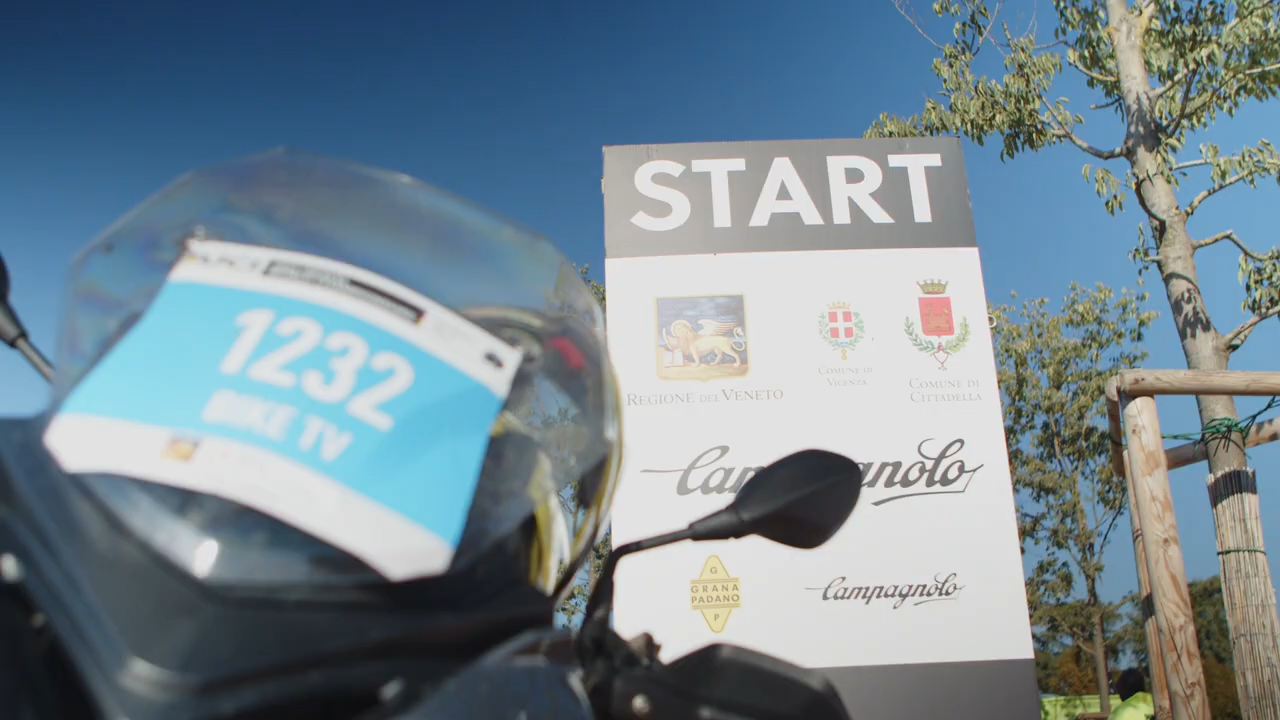 START
REGIONE DEL VENETO
COMUNE DI
VICENZA
COMUNE DI
CITTADELLA
Campagnolo
GRANA
PADANO
G
P
Campagnolo
1232
BIKE TV